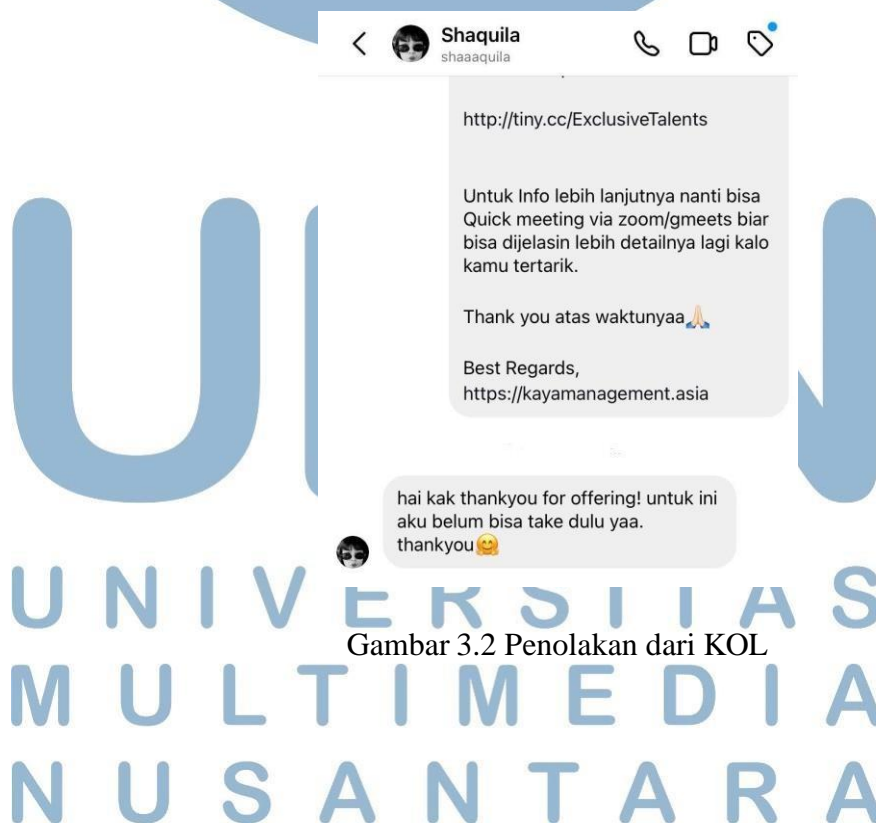 Shaquila
shaaaquila
http://tiny.cc/ExclusiveTalents
Untuk Info lebih lanjutnya nanti bisa
Quick meeting via zoom/gmeets biar
bisa dijelasin lebih detailnya lagi kalo
kamu tertarik.
Thank you atas waktunyaa🙏🏻
Best Regards,
https://kayamanagement.asia
hai kak thankyou for offering! untuk ini
aku belum bisa take dulu yaa.
thankyou🤗
Gambar 3.2 Penolakan dari KOL
UNIVERSITAS
MULTIMEDIA
NUSANTARA